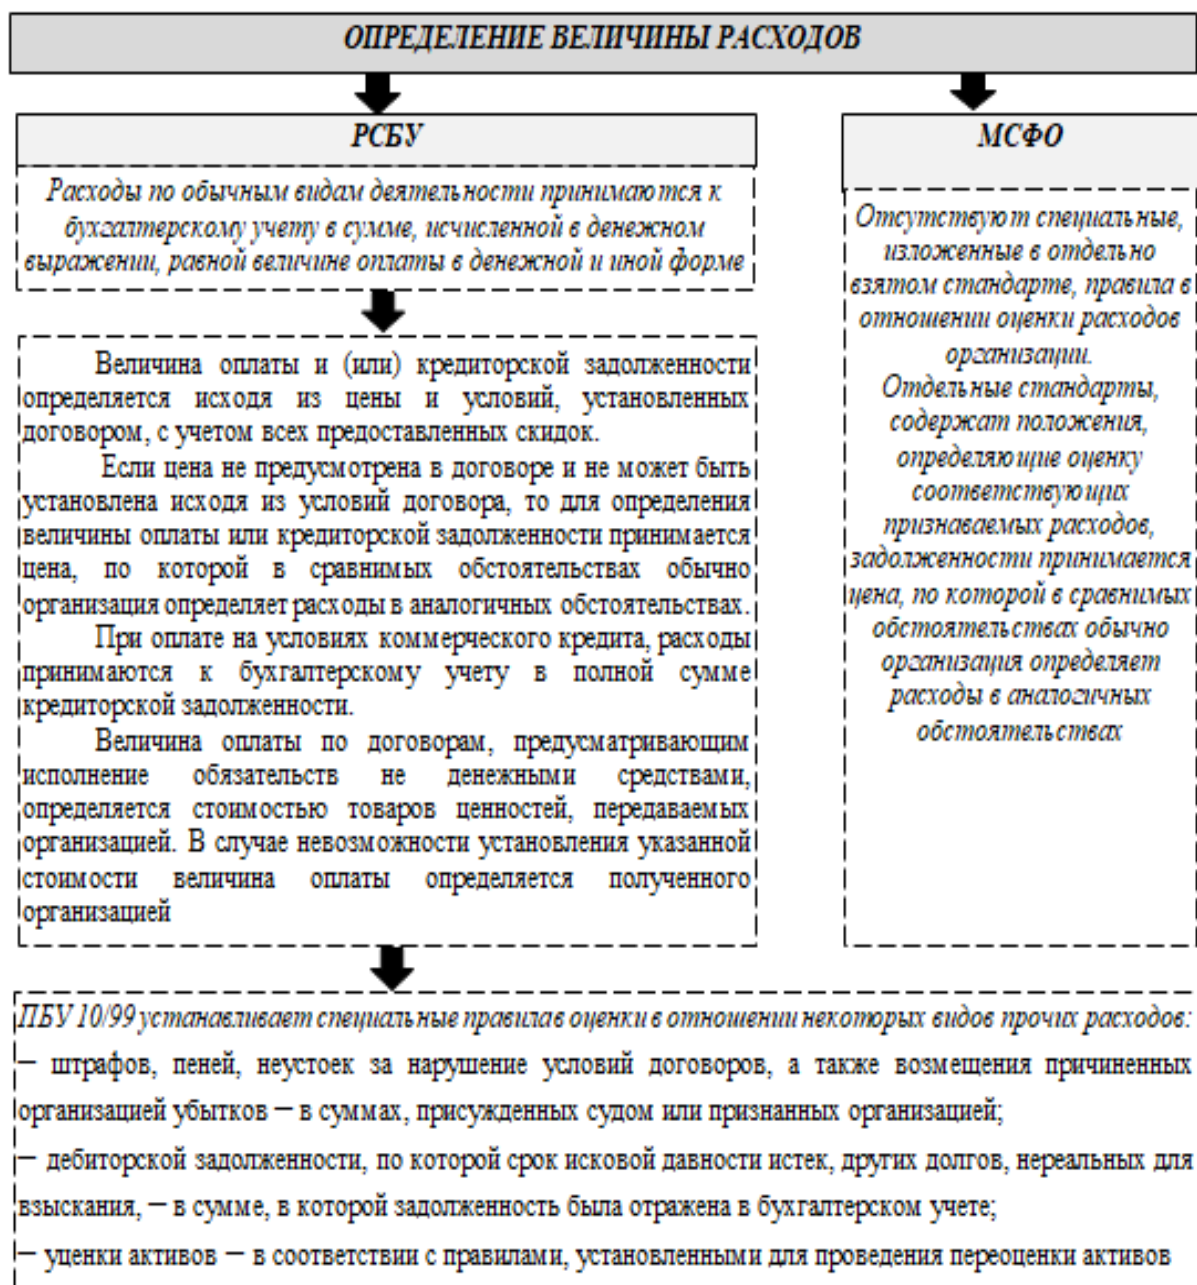 ОПРЕДЕЛЕНИЕ ВЕЛИЧИНЫ РАСХОДОВ
РСБУ
Расходы по обычным видам деятельности принимаются к
бухгалтерскому учету в сумме, исчисленной в денежном
выражении, равной величине оплаты в денежной и иной форме
Величина оплаты и (или) кредиторской задолженности
определяется исходя из цены и условий, установленных
договором, с учетом всех предоставленных скидок.
Если цена не предусмотрена в договоре и не может быть
установлена исходя из условий договора, то для определения
величины оплаты или кредиторской задолженности принимается
цена, по которой в сравнимых обстоятельствах обычно
организация определяет расходы в аналогичных обстоятельствах.
При оплате на условиях коммерческого кредита, расходы
принимаются к бухгалтерскому учету в полной сумме
кредиторской задолженности.
Величина оплаты по договорам, предусматривающим
исполнение обязательств не денежными средствами,
определяется стоимостью товаров ценностей, передаваемых
организацией. В случае невозможности установления указанной
стоимости величина оплаты определяется полученного
организацией
МСФО
Отсутствуют специальные,
изложенные в отдельно
взятом стандарте, правила в
отношении оценки расходов
организации.
Отдельные стандарты,
содержат положения,
определяющие оценку
соответствующих
признаваемых расходов,
задолженности принимается
цена, по которой в сравнимых
обстоятельствах обычно
организация определяет
расходы в аналогичных
обстоятельствах
ПБУ 10/99 устанавливает специальные правила в оценки в отношении некоторых видов прочих расходов:
— штрафов, пеней, неустоек за нарушение условий договоров, а также возмещения причиненных
организацией убытков — в суммах, присужденных судом или признанных организацией;
— дебиторской задолженности, по которой срок исковой давности истек, других долгов, нереальных для
взыскания, — в сумме, в которой задолженность была отражена в бухгалтерском учете;
— уценки активов — в соответствии с правилами, установленными для проведения переоценки активов